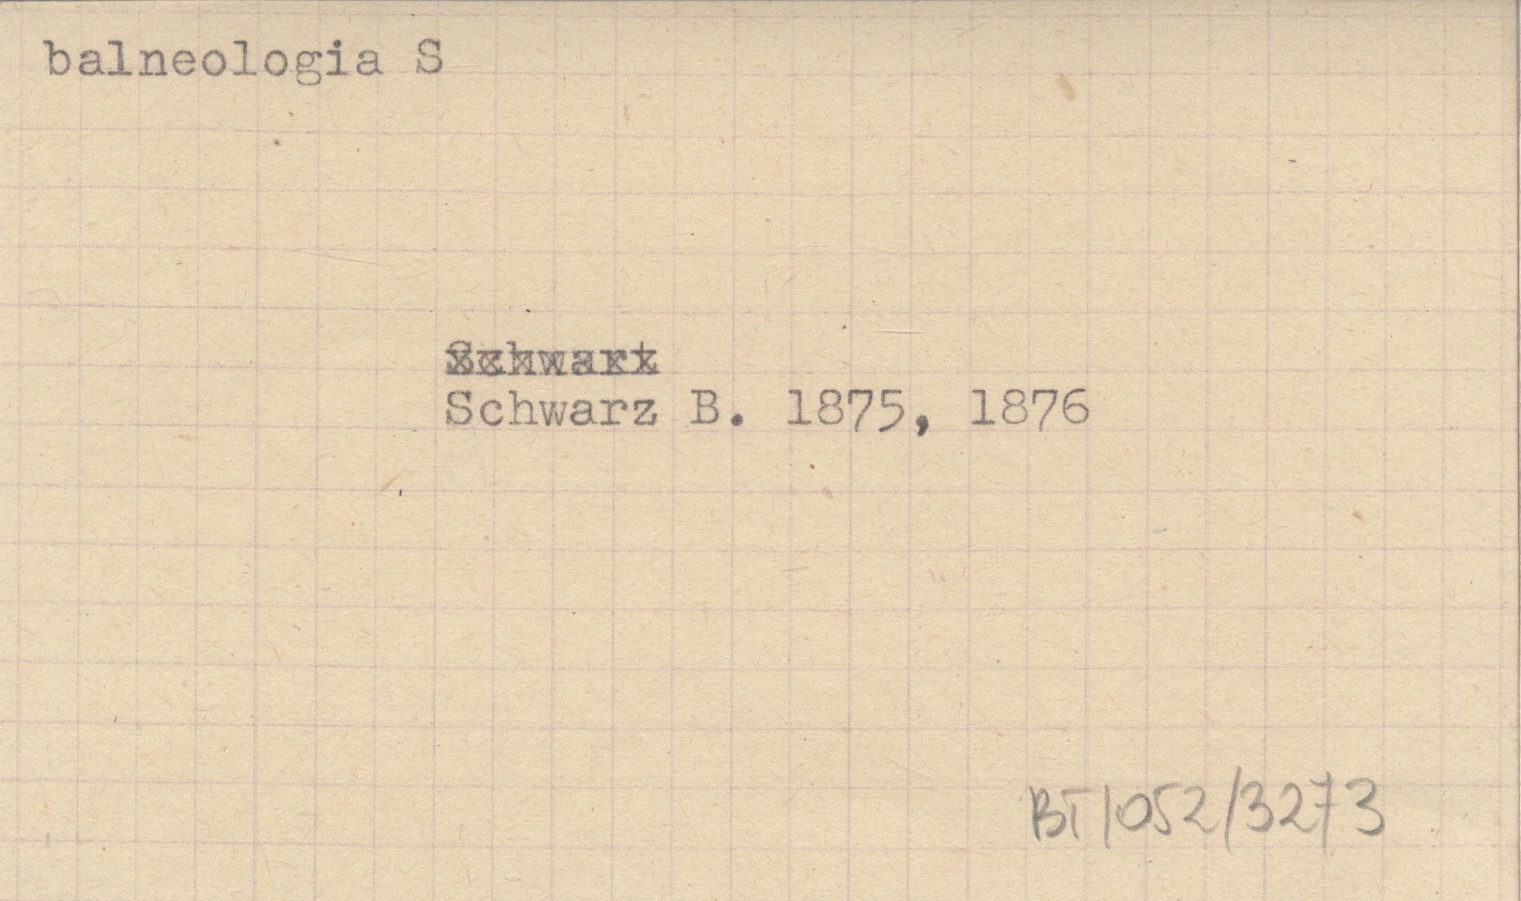 balneologia S
Schwart
Schwarz B. 1875, 1876
BT/052/3273